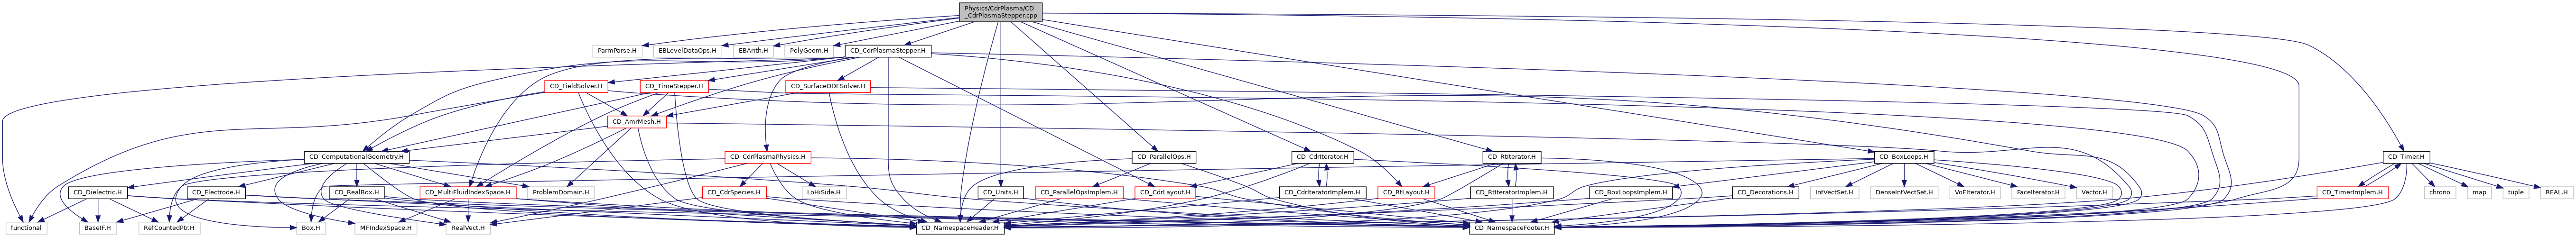 Physics/CdrPlasma/CD
_CdrPlasmaStepper.cpp
ParmParse.H
EBLevelDataOps.H
EBArith.H
PolyGeom.H
CD_CdrPlasmaStepper.H
CD_FieldSolver.H
CD_TimeStepper.H
CD_SurfaceODESolver.H
CD_AmrMesh.H
CD_ComputationalGeometry.H
CD_CdrPlasmaPhysics.H
CD_ParallelOps.H
CD_CdrIterator.H
CD_RtIterator.H
CD_BoxLoops.H
CD_Timer.H
CD_Dielectric.H
CD_Electrode.H
CD_RealBox.H
CD_MultiFluidIndexSpace.H
ProblemDomain.H
CD_CdrSpecies.H
LoHiSide.H
CD_Units.H
CD_ParallelOpsImplem.H
CD_CdrLayout.H
CD_CdrIteratorImplem.H
CD_RtLayout.H
CD_RtIteratorImplem.H
CD_BoxLoopsImplem.H
CD_Decorations.H
IntVectSet.H
DenseIntVectSet.H
VoFIterator.H
FaceIterator.H
Vector.H
CD_TimerImplem.H
chrono
map
tuple
REAL.H
functional
BaseIF.H
RefCountedPtr.H
Box.H
MFIndexSpace.H
RealVect.H
CD_NamespaceHeader.H
CD_NamespaceFooter.H